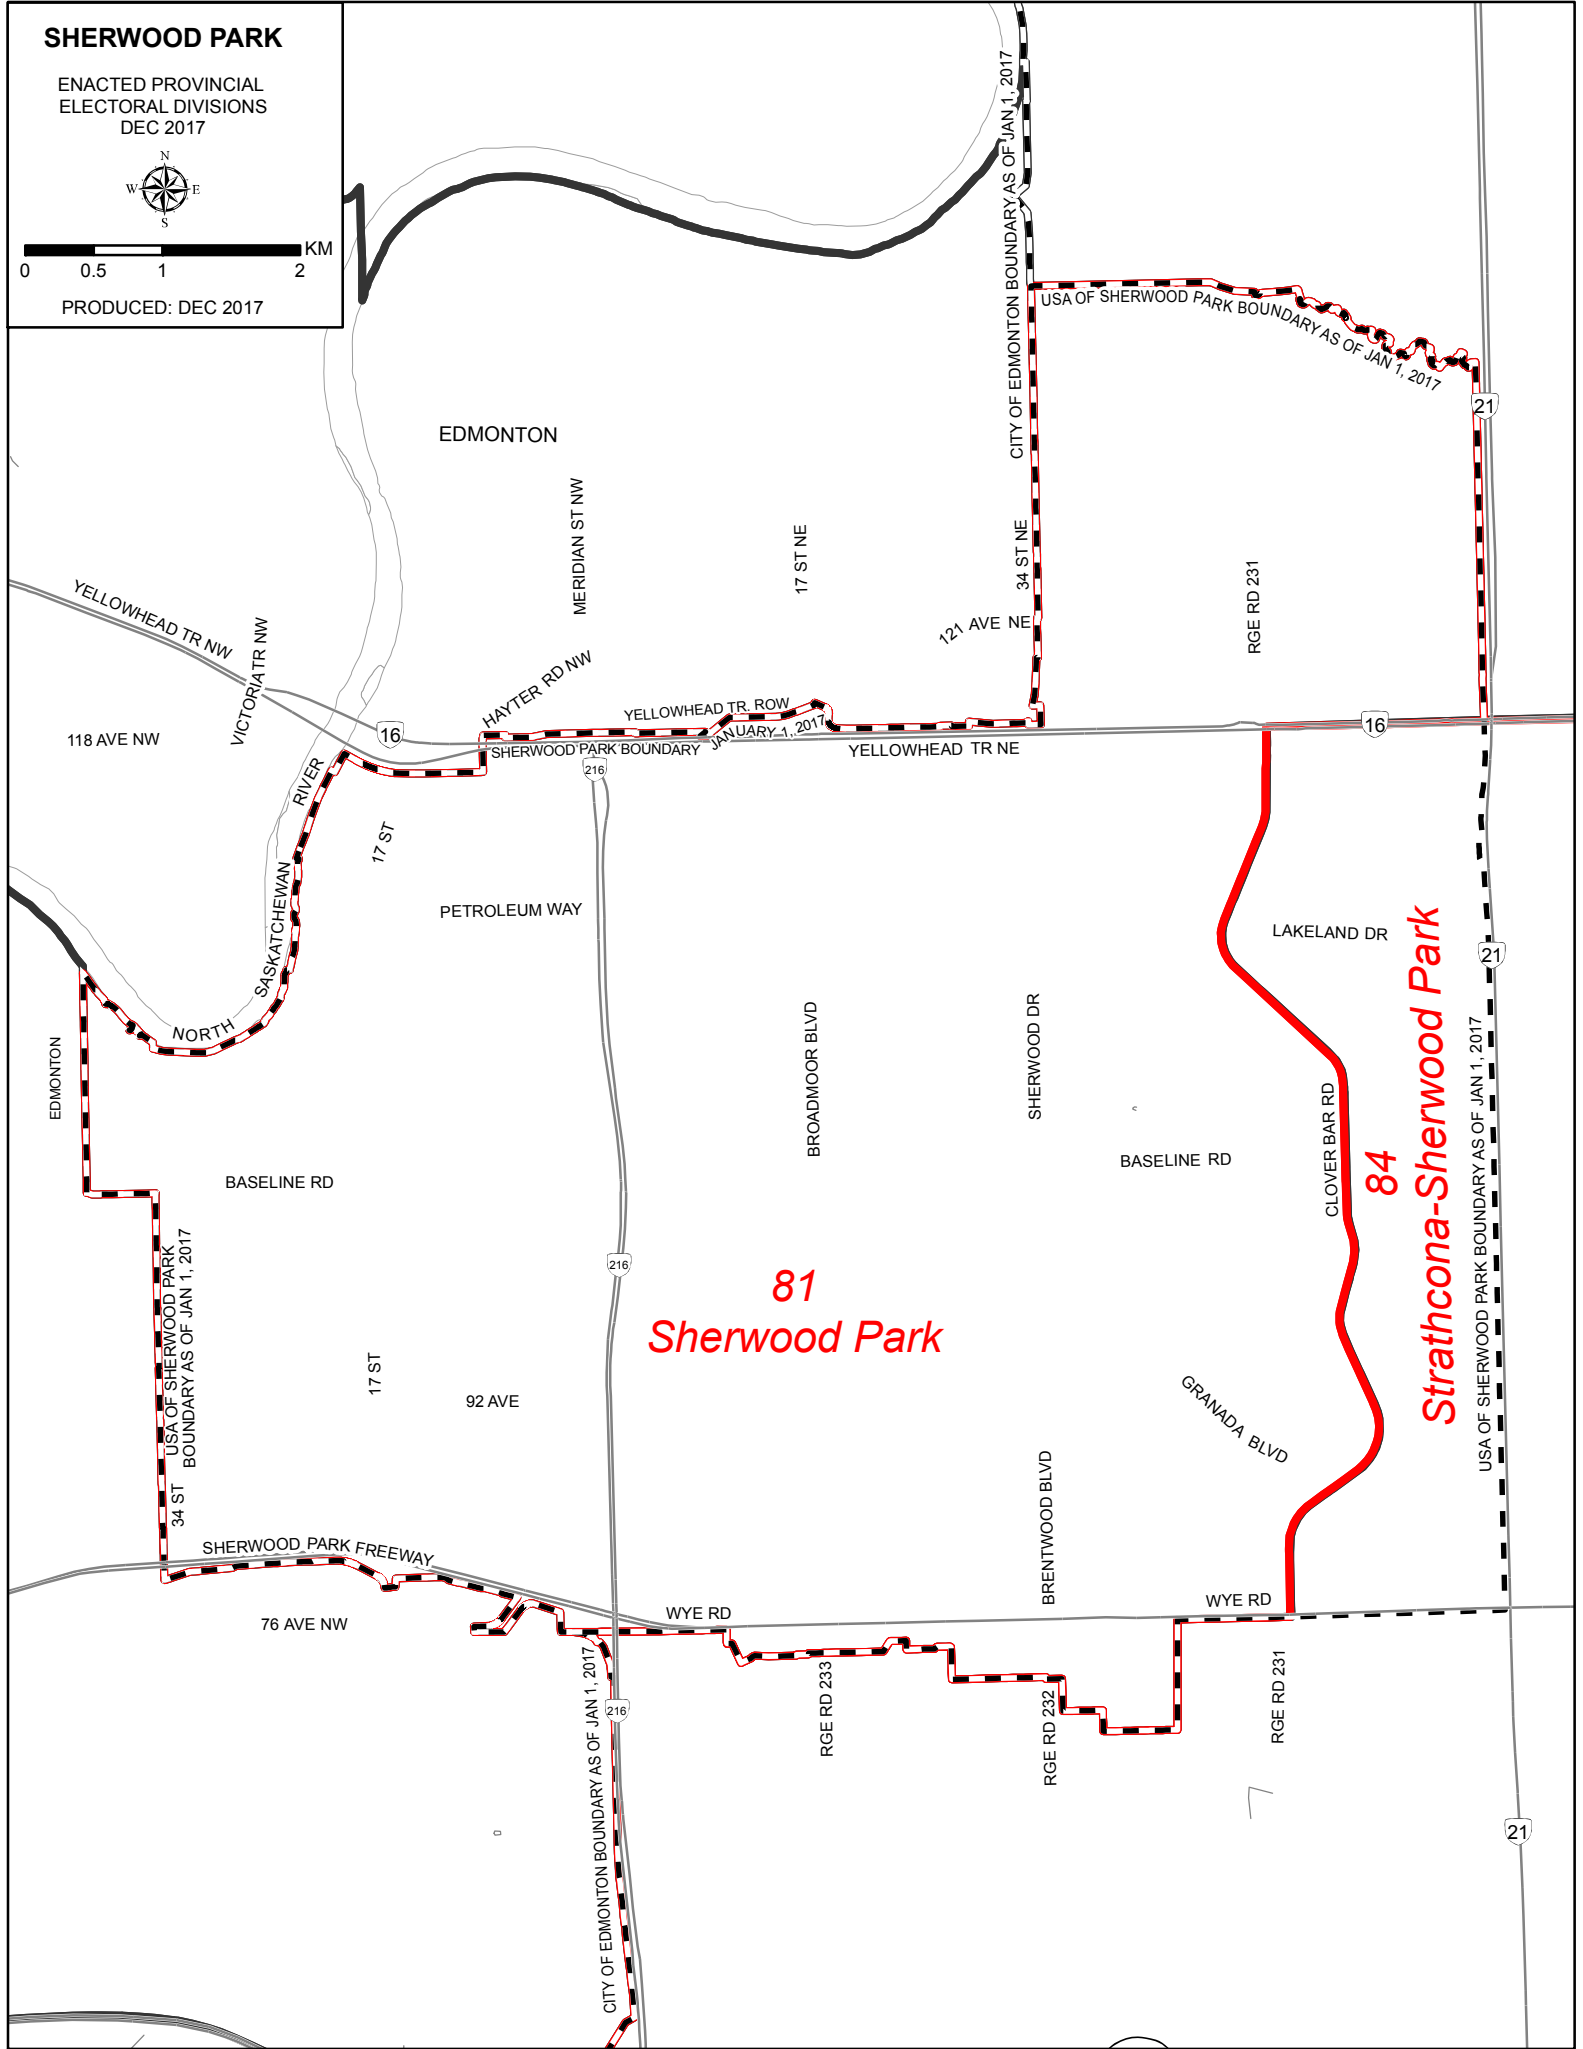 SHERWOOD PARK
ENACTED PROVINCIAL
ELECTORAL DIVISIONS
DEC 2017
N
W E
S
KM
0 0.5 1 2
PRODUCED: DEC 2017
CITY OF EDMONTON BOUNDARY AS OF JAN 1, 2017
USA OF SHERWOOD PARK BOUNDARY AS OF JAN 1, 2017
21
EDMONTON
MERIDIAN ST NW
17 ST NE
34 ST NE
RGE RD 231
121 AVE NE
YELLOWHEAD TR NW
VICTORIA TR NW
HAYTER RD NW
YELLOWHEAD TR. ROW
16
118 AVE NW
SHERWOOD PARK BOUNDARY
JANUARY 1, 2017
YELLOWHEAD TR NE
16
216
NORTH SASKATCHEWAN RIVER
17 ST
PETROLEUM WAY
LAKELAND DR
21
EDMONTON
BROADMOOR BLVD
SHERWOOD DR
CLOVER BAR RD
BASELINE RD
BASELINE RD
84
Strathcona-Sherwood Park
USA OF SHERWOOD PARK BOUNDARY AS OF JAN 1, 2017
USA OF SHERWOOD PARK
BOUNDARY AS OF JAN 1, 2017
216
81
Sherwood Park
17 ST
92 AVE
GRANADA BLVD
34 ST
BRENTWOOD BLVD
SHERWOOD PARK FREEWAY
76 AVE NW
WYE RD
WYE RD
CITY OF EDMONTON BOUNDARY AS OF JAN 1, 2017
216
RGE RD 233
RGE RD 232
RGE RD 231
21